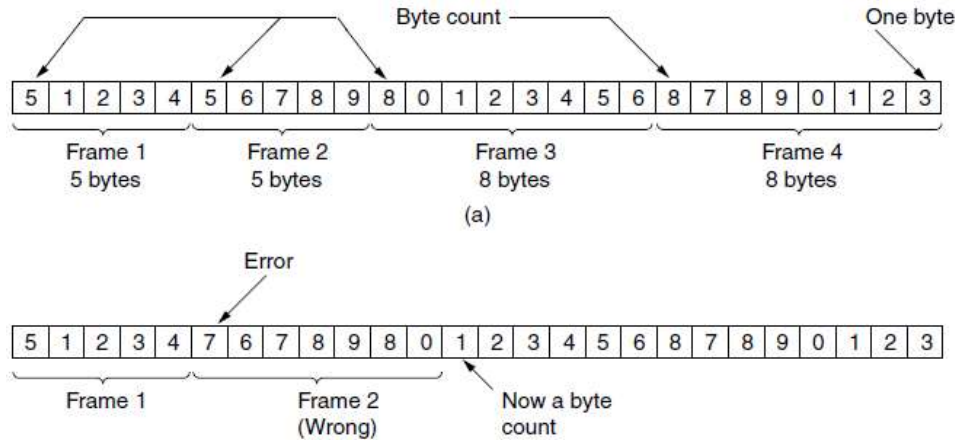 Byte count One byte
5 1 2 3 4 5 6 7 8 9 8 0 1 2 3 4 5 6 8 7 8 9 0 1 2 3
Frame 1 Frame 2 Frame 3 Frame 4
5 bytes 5 bytes 8 bytes 8 bytes
(a)
Error
5 1 2 3 4 7 6 7 8 9 8 0 1 2 3 4 5 6 8 7 8 9 0 1 2 3
Frame 1 Frame 2 Now a byte
(Wrong) count